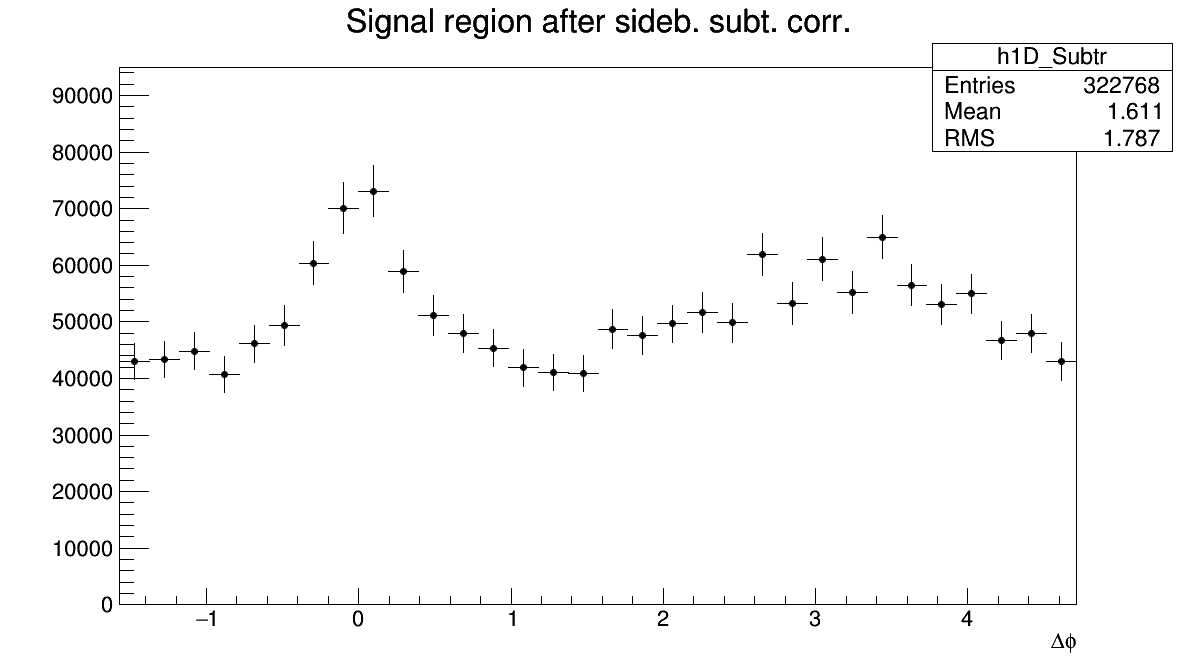 Signal region after sideb. subt. corr.
h1D_Subtr
Entries 322768
Mean 1.611
RMS 1.787
90000
80000
70000
60000
50000
40000
30000
20000
10000
0
−1 0 1 2 3 4
Δϕ